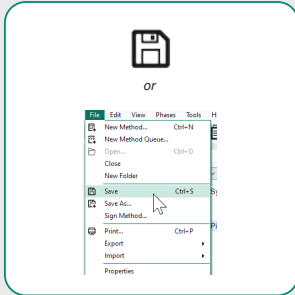 or
File Edit View Phases Tools H
New Method... Ctrl+N
New Method Queue...
Open... Ctrl+O
Close
New Folder
Save Ctrl+S
Save As...
Sign Method...
Print... Ctrl+P
Export
Import
Properties